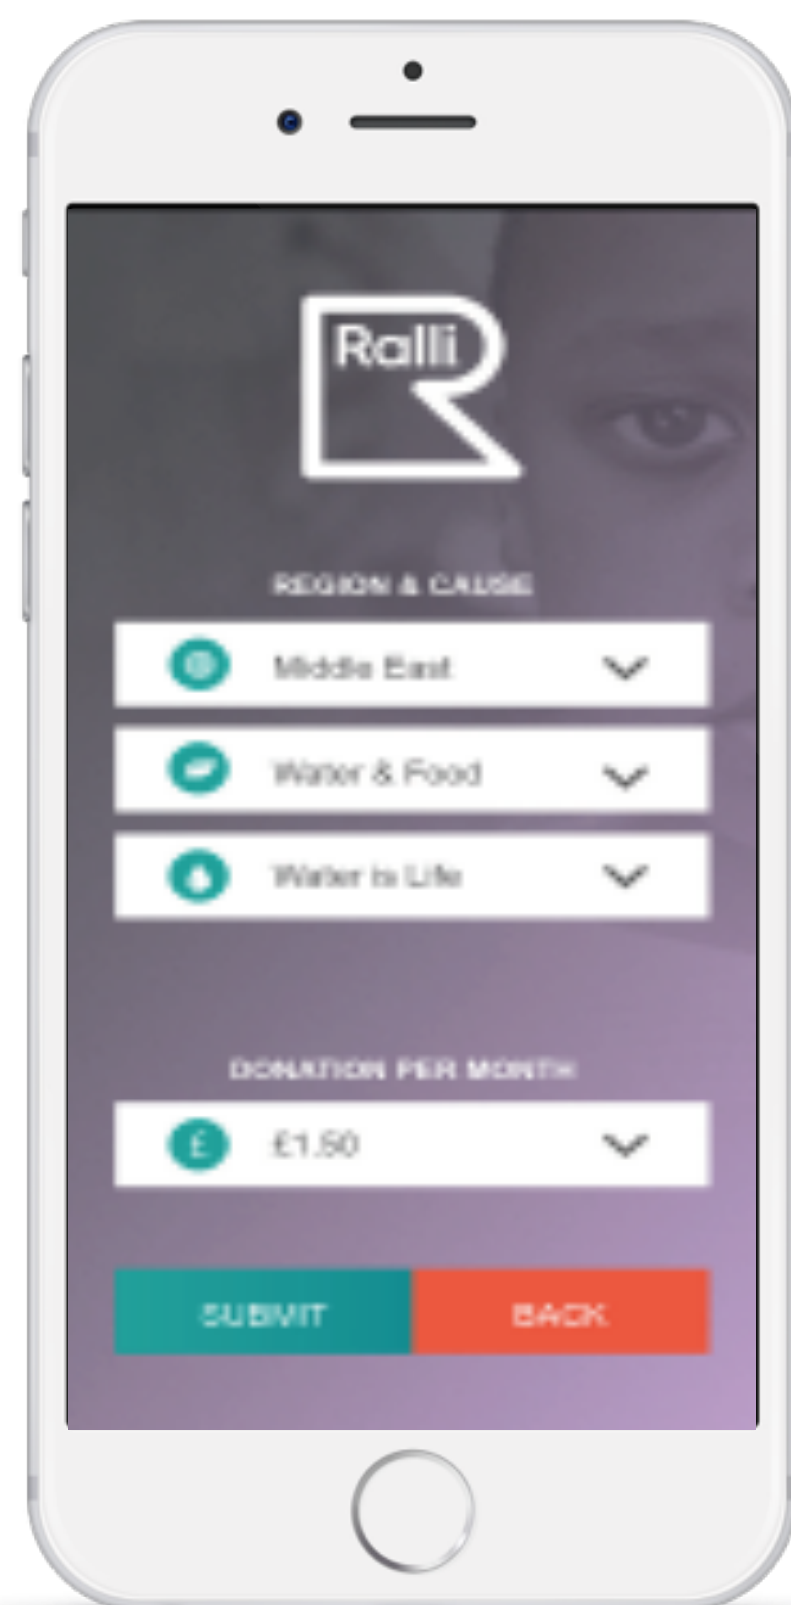 Ralli
REGION & CAUSE
Middle East
Water & Food
Water is Life
DONATION PER MONTH
£
£1.50
SUBMIT
BACK